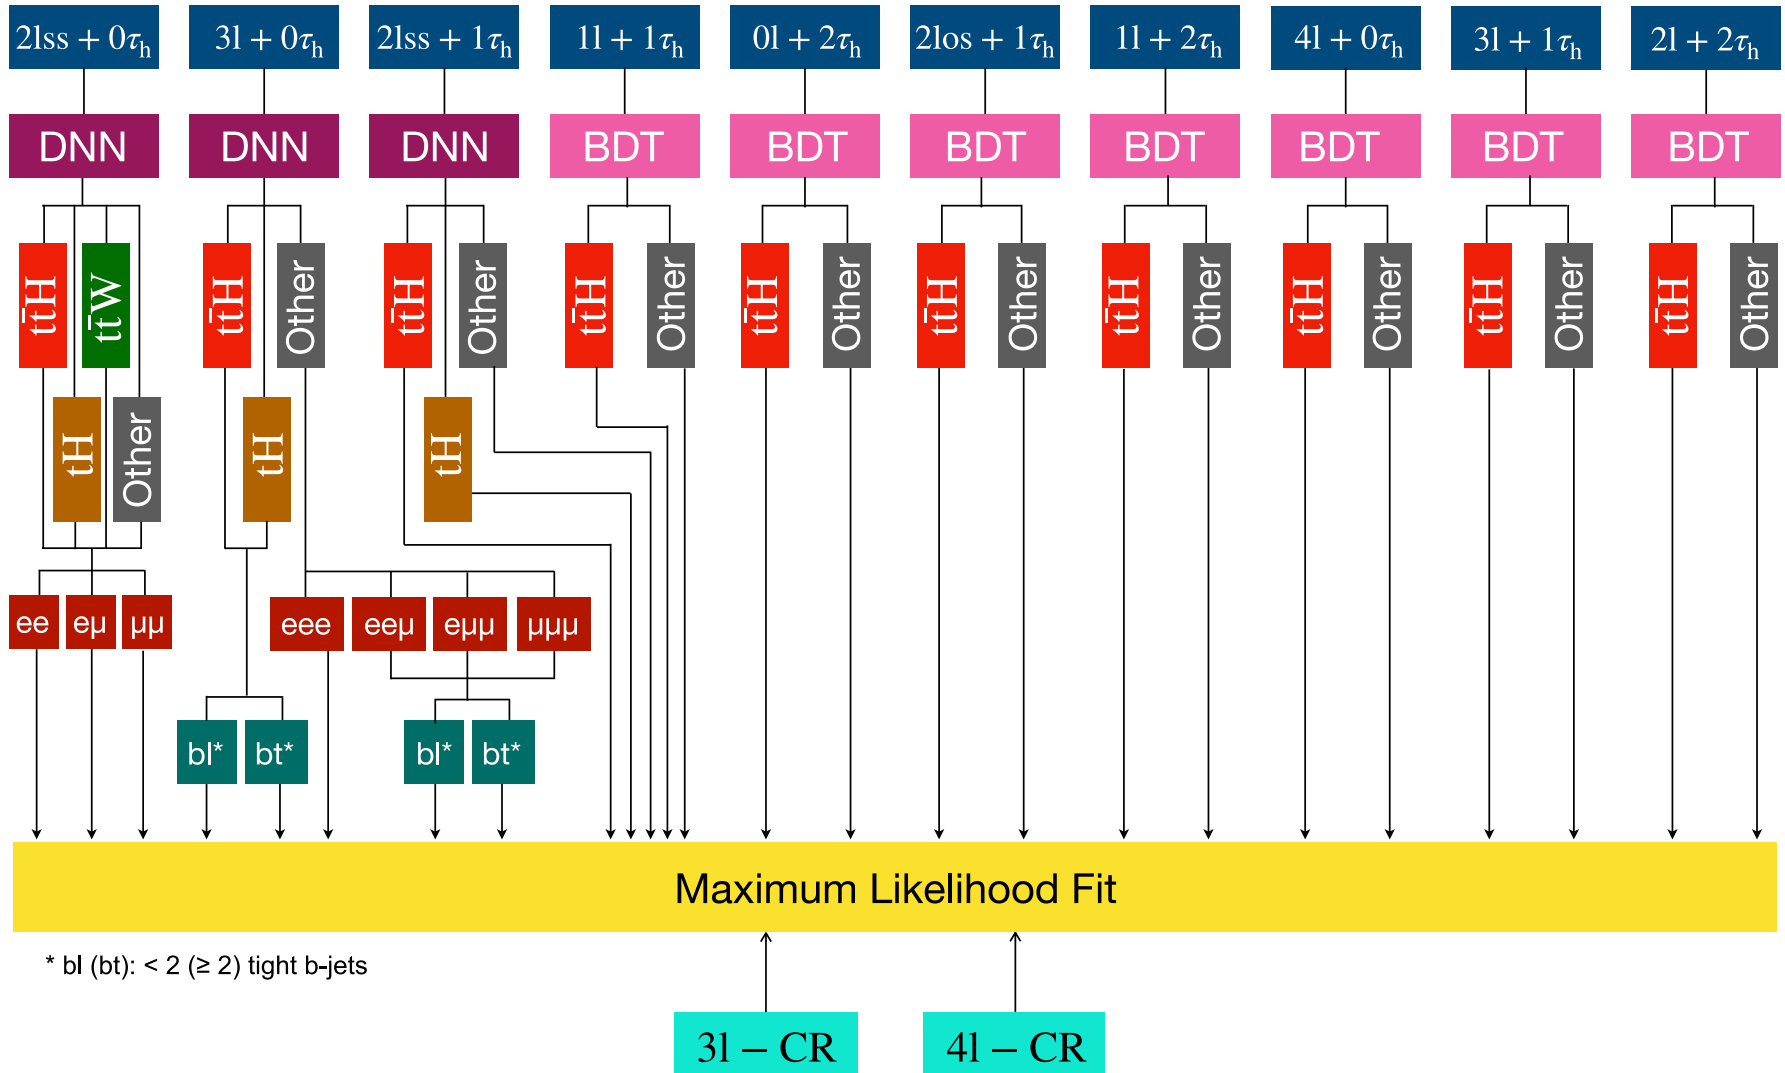 2lss + 0τh 3l + 0τh 2lss + 1τh 1l + 1τh 0l + 2τh 2los + 1τh 1l + 2τh 4l + 0τh 3l + 1τh 2l + 2τh
DNN DNN DNN BDT BDT BDT BDT BDT BDT BDT
tt̄H tt̄W tt̄H Other tt̄H Other tt̄H Other tt̄H Other tt̄H Other tt̄H Other tt̄H Other tt̄H Other tt̄H Other
tH Other tH tH
ee eμ μμ eee eeμ eμμ μμμ
bl* bt* bl* bt*
Maximum Likelihood Fit
* bl (bt): < 2 (≥ 2) tight b-jets
3l – CR 4l – CR